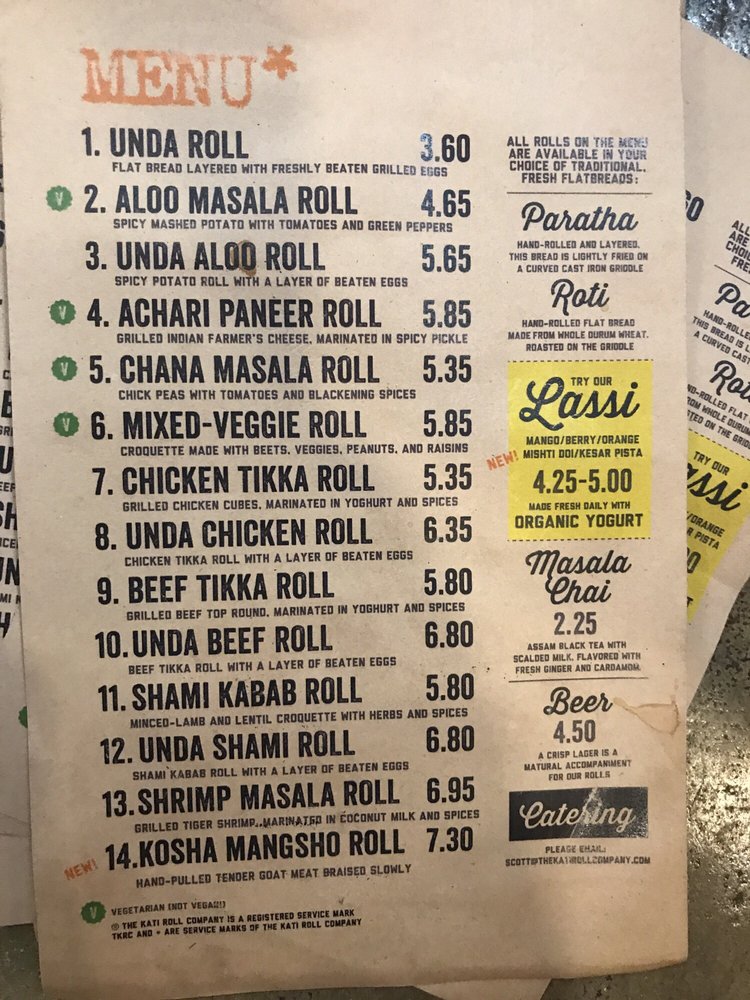 MENU*
1. UNDA ROLL 3.60
FLAT BREAD LAYERED WITH FRESHLY BEATEN GRILLED EGGS
V 2. ALOO MASALA ROLL 4.65
SPICY MASHED POTATO WITH TOMATOES AND GREEN PEPPERS
3. UNDA ALOO ROLL 5.65
SPICY POTATO ROLL WITH A LAYER OF BEATEN EGGS
V 4. ACHARI PANEER ROLL 5.85
GRILLED INDIAN FARMER'S CHEESE, MARINATED IN SPICY PICKLE
V 5. CHANA MASALA ROLL 5.35
CHICK PEAS WITH TOMATOES AND BLACKENING SPICES
V 6. MIXED-VEGGIE ROLL 5.85
CROQUETTE MADE WITH BEETS, VEGGIES, PEANUTS, AND RAISINS
7. CHICKEN TIKKA ROLL 5.35
GRILLED CHICKEN CUBES, MARINATED IN YOGHURT AND SPICES
8. UNDA CHICKEN ROLL 6.35
CHICKEN TIKKA ROLL WITH A LAYER OF BEATEN EGGS
9. BEEF TIKKA ROLL 5.80
GRILLED BEEF TOP ROUND, MARINATED IN YOGHURT AND SPICES
10. UNDA BEEF ROLL 6.80
BEEF TIKKA ROLL WITH A LAYER OF BEATEN EGGS
11. SHAMI KABAB ROLL 5.80
MINCED-LAMB AND LENTIL CROQUETTE WITH HERBS AND SPICES
12. UNDA SHAMI ROLL 6.80
SHAMI KABAB ROLL WITH A LAYER OF BEATEN EGGS
13. SHRIMP MASALA ROLL 6.95
GRILLED TIGER SHRIMP, MARINATED IN COCONUT MILK AND SPICES
NEW! 14. KOSHA MANGSHO ROLL 7.30
HAND-PULLED TENDER GOAT MEAT BRAISED SLOWLY
V VEGETARIAN (NOT VEGAN!)
® THE KATI ROLL COMPANY IS A REGISTERED SERVICE MARK
TKRC AND * ARE SERVICE MARKS OF THE KATI ROLL COMPANY
ALL ROLLS ON THE MENU
ARE AVAILABLE IN YOUR
CHOICE OF TRADITIONAL,
FRESH FLATBREADS:
Paratha
HAND-ROLLED AND LAYERED,
THIS BREAD IS LIGHTLY FRIED ON
A CURVED CAST IRON GRIDDLE
Roti
HAND-ROLLED FLAT BREAD
MADE FROM WHOLE DURUM WHEAT,
ROASTED ON THE GRIDDLE
TRY OUR
Lassi
MANGO/BERRY/ORANGE
NEW! MISHTI DOI/KESAR PISTA
4.25-5.00
MADE FRESH DAILY WITH
ORGANIC YOGURT
Masala
Chai
2.25
ASSAM BLACK TEA WITH
SCALDED MILK, FLAVORED WITH
FRESH GINGER AND CARDAMOM.
Beer
4.50
A CRISP LAGER IS A
NATURAL ACCOMPANIMENT
FOR OUR ROLLS
Catering
PLEASE EMAIL:
SCOTT@THEKATIROLLCOMPANY.COM